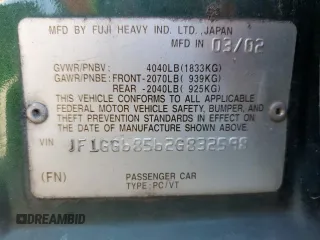 MFD BY FUJI HEAVY IND. LTD., JAPAN
MFD IN 03/02
GVWR/PNBV : 4040LB(1833KG)
GAWR/PNBE: FRONT-2070LB( 939KG)
REAR -2040LB( 925KG)
THIS VEHICLE CONFORMS TO ALL APPLICABLE
FEDERAL MOTOR VEHICLE SAFETY, BUMPER, AND
THEFT PREVENTION STANDARDS IN EFFECT ON THE
DATE OF MANUFACTURE SHOWN ABOVE.
VIN
(FN) PASSENGER CAR
TYPE: PC/VT
DREAMBID